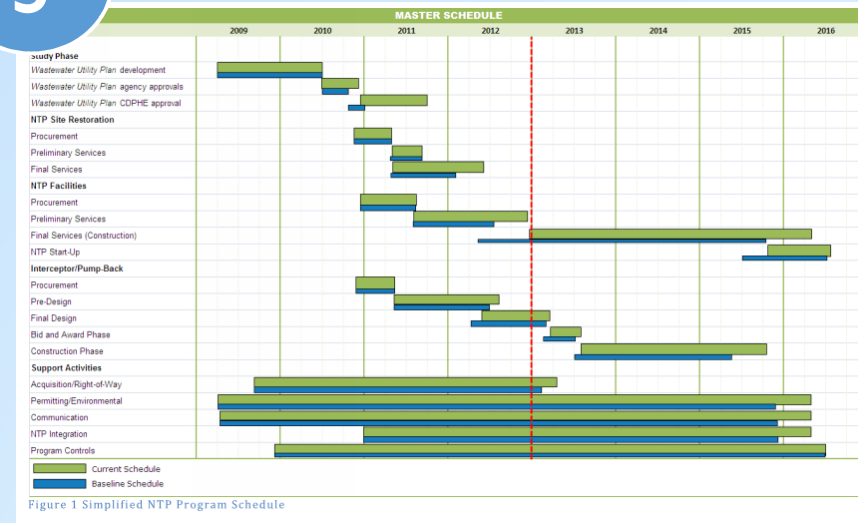 MASTER SCHEDULE
2009 2010 2011 2012 2013 2014 2015 2016
Study Phase
Wastewater Utility Plan development
Wastewater Utility Plan agency approvals
Wastewater Utility Plan CDPHE approval
NTP Site Restoration
Procurement
Preliminary Services
Final Services
NTP Facilities
Procurement
Preliminary Services
Final Services (Construction)
NTP Start-Up
Interceptor/Pump-Back
Procurement
Pre-Design
Final Design
Bid and Award Phase
Construction Phase
Support Activities
Acquisition/Right-of-Way
Permitting/Environmental
Communication
NTP Integration
Program Controls
Current Schedule
Baseline Schedule
Figure 1 Simplified NTP Program Schedule